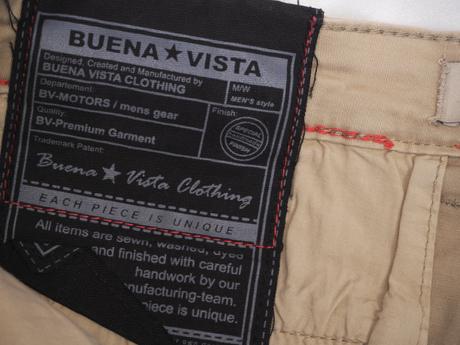 BUENA★VISTA
Designed, Created and Manufactured by
BUENA VISTA CLOTHING
M/W
MEN'S style
Departement:
BV-MOTORS / mens gear
Finish:
SPECIAL
FINISH
Quality:
BV-Premium Garment
Trademark Patent:
Buena ★ Vista Clothing
EACH PIECE IS UNIQUE
All items are sewn, washed, dyed
and finished with careful
handwork by our
nufacturing-team.
piece is unique.